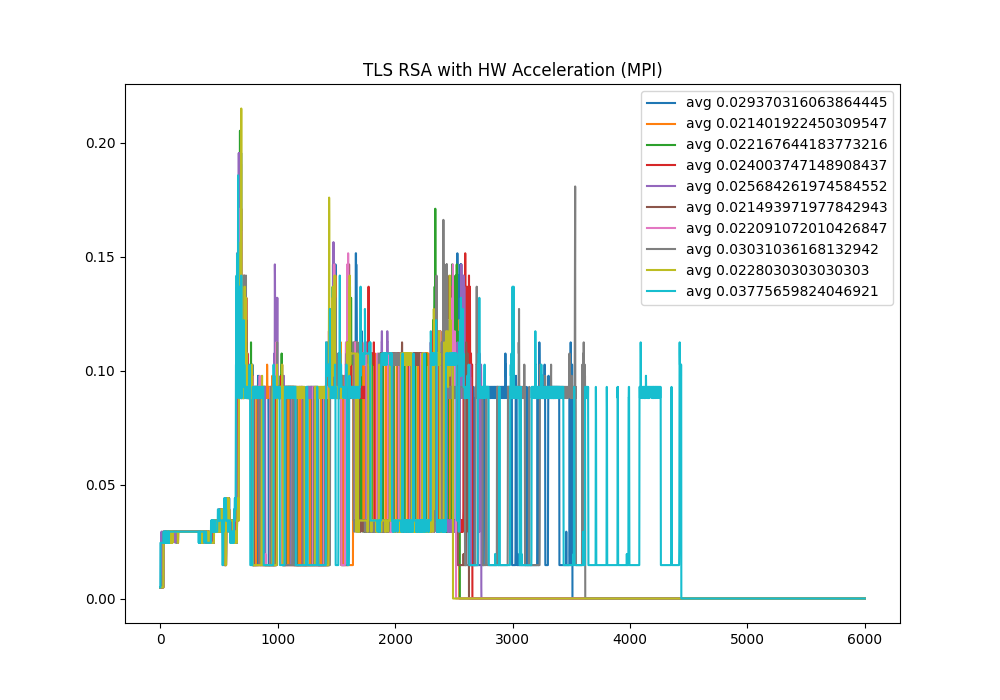 TLS RSA with HW Acceleration (MPI)
avg 0.029370316063864445
avg 0.021401922450309547
avg 0.022167644183773216
avg 0.024003747148908437
avg 0.025684261974584552
avg 0.021493971977842943
avg 0.022091072010426847
avg 0.03031036168132942
avg 0.0228030303030303
avg 0.03775659824046921
0.20
0.15
0.10
0.05
0.00
0 1000 2000 3000 4000 5000 6000